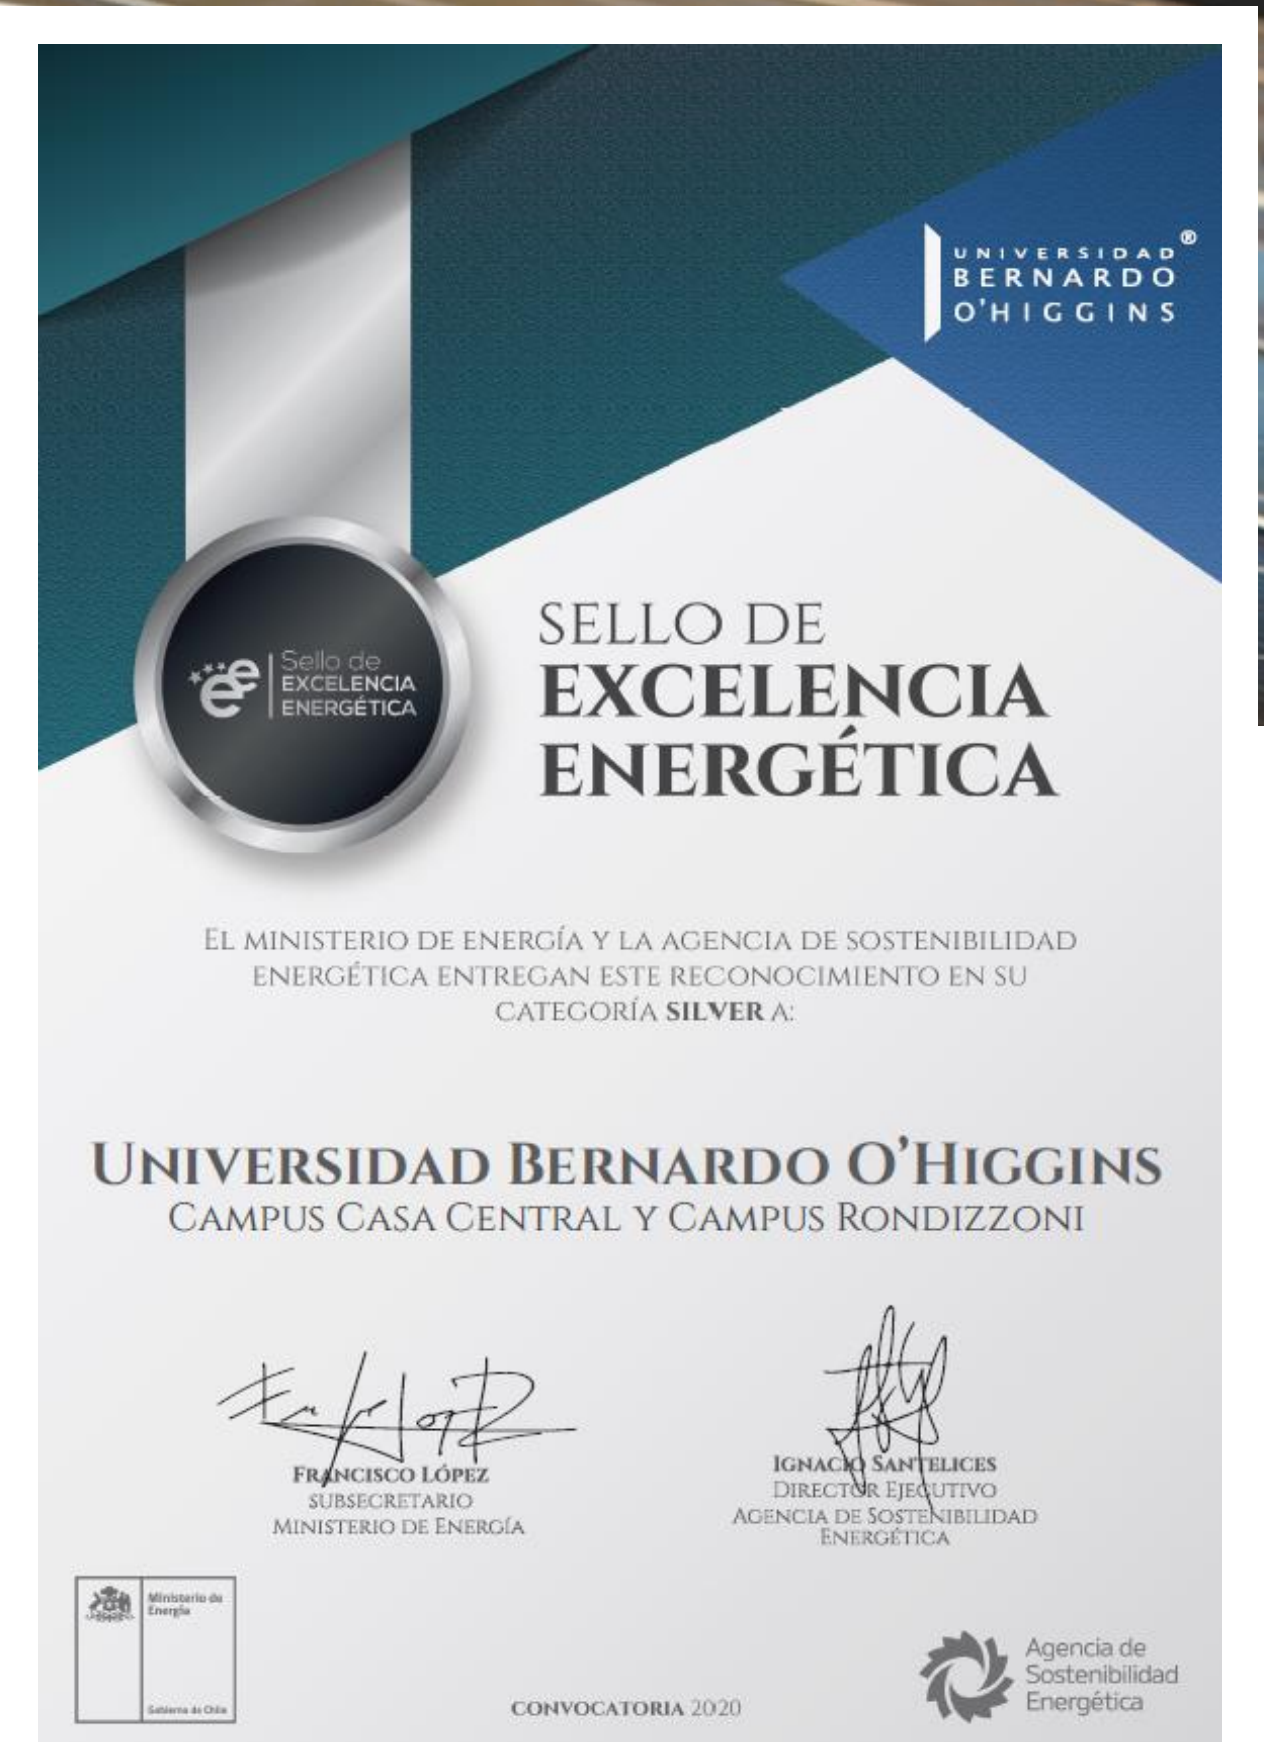 UNIVERSIDAD®
BERNARDO
O'HIGGINS
Sello de
EXCELENCIA
ENERGÉTICA
SELLO DE
EXCELENCIA
ENERGÉTICA
EL MINISTERIO DE ENERGÍA Y LA AGENCIA DE SOSTENIBILIDAD
ENERGÉTICA ENTREGAN ESTE RECONOCIMIENTO EN SU
CATEGORÍA SILVER A:
UNIVERSIDAD BERNARDO O'HIGGINS
CAMPUS CASA CENTRAL Y CAMPUS RONDIZZONI
FRANCISCO LÓPEZ
SUBSECRETARIO
MINISTERIO DE ENERGÍA
IGNACIO SANTELICES
DIRECTOR EJECUTIVO
AGENCIA DE SOSTENIBILIDAD
ENERGÉTICA
Ministerio de
Energía
Gobierno de Chile
CONVOCATORIA 2020
Agencia de
Sostenibilidad
Energética